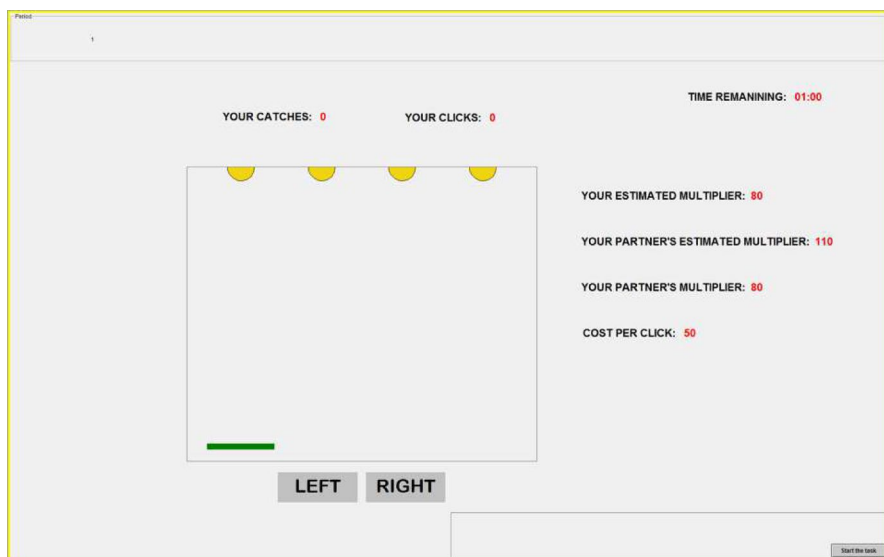 Period
1
TIME REMANINING: 01:00
YOUR CATCHES: 0 YOUR CLICKS: 0
YOUR ESTIMATED MULTIPLIER: 80
YOUR PARTNER'S ESTIMATED MULTIPLIER: 110
YOUR PARTNER'S MULTIPLIER: 80
COST PER CLICK: 50
LEFT RIGHT
Start the task